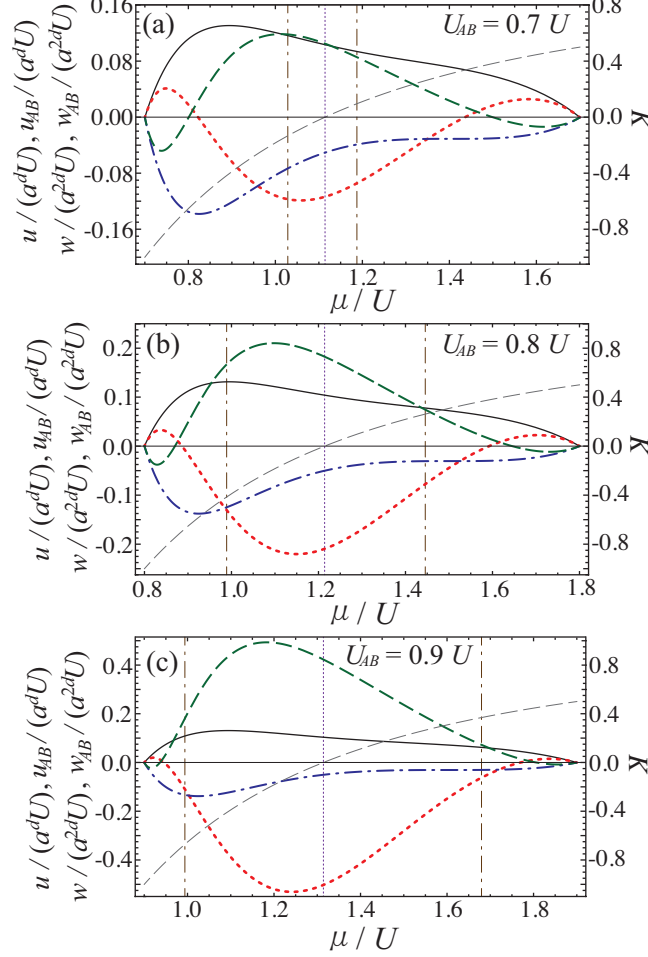 (a) U_AB = 0.7 U
0.16
0.08
0.00
-0.08
-0.16
0.8
0.4
0.0
-0.4
-0.8
u / (a^d U), u_AB / (a^d U)
w / (a^2d U), w_AB / (a^2d U)
K
0.8 1.0 1.2 1.4 1.6
μ / U
(b) U_AB = 0.8 U
0.2
0.1
0.0
-0.1
-0.2
0.8
0.4
0.0
-0.4
-0.8
u / (a^d U), u_AB / (a^d U)
w / (a^2d U), w_AB / (a^2d U)
K
0.8 1.0 1.2 1.4 1.6 1.8
μ / U
(c) U_AB = 0.9 U
0.4
0.2
0.0
-0.2
-0.4
0.8
0.4
0.0
-0.4
-0.8
u / (a^d U), u_AB / (a^d U)
w / (a^2d U), w_AB / (a^2d U)
K
1.0 1.2 1.4 1.6 1.8
μ / U